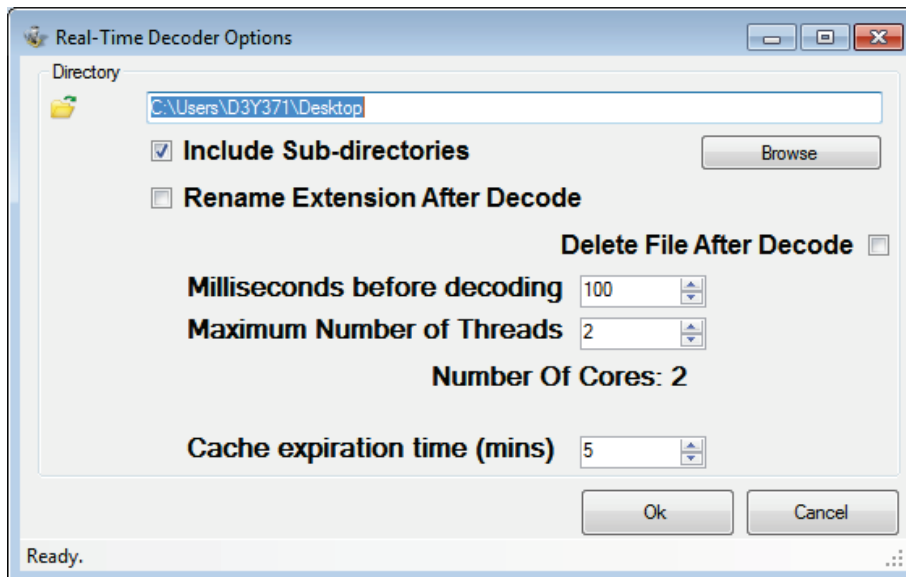 Real-Time Decoder Options
Directory
C:\Users\D3Y371\Desktop
Include Sub-directories
Browse
Rename Extension After Decode
Delete File After Decode
Milliseconds before decoding 100
Maximum Number of Threads 2
Number Of Cores: 2
Cache expiration time (mins) 5
Ok Cancel
Ready.